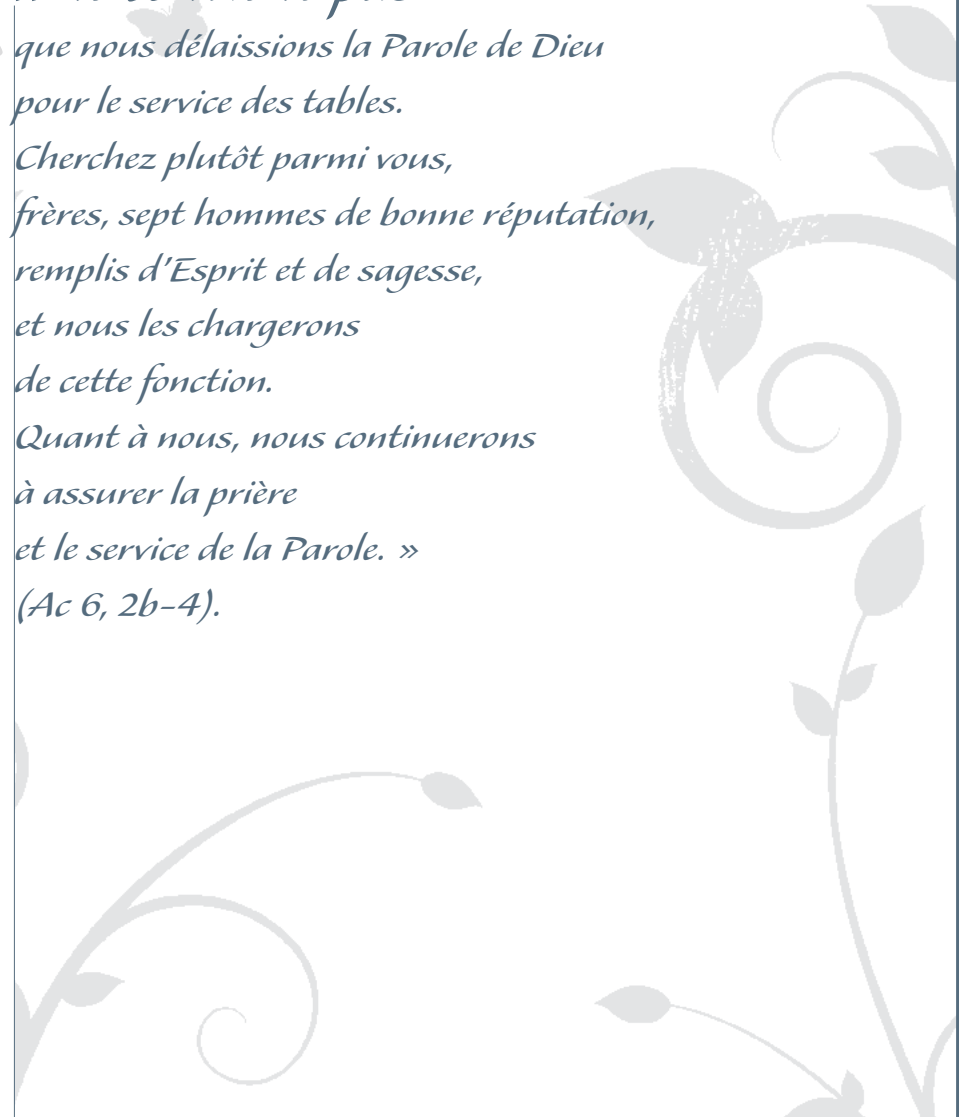 que nous délaissions la Parole de Dieu
pour le service des tables.
Cherchez plutôt parmi vous,
frères, sept hommes de bonne réputation,
remplis d’Esprit et de sagesse,
et nous les chargerons
de cette fonction.
Quant à nous, nous continuerons
à assurer la prière
et le service de la Parole. »
(Ac 6, 2b-4).